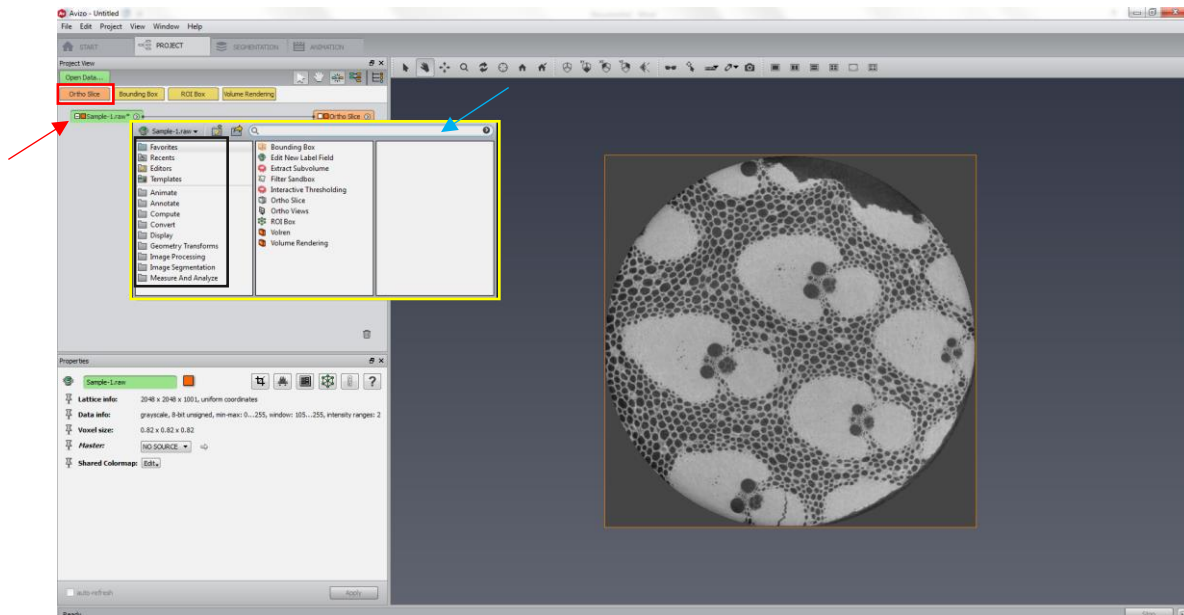 Avizo - Untitled
File Edit Project View Window Help
START PROJECT SEGMENTATION ANIMATION
Project View
Open Data...
Ortho Slice Bounding Box ROI Box Volume Rendering
Sample-1.raw* Ortho Slice
Sample-1.raw
Favorites
Recents
Editors
Templates
Animate
Annotate
Compute
Convert
Display
Geometry Transforms
Image Processing
Image Segmentation
Measure And Analyze
Bounding Box
Edit New Label Field
Extract Subvolume
Filter Sandbox
Interactive Thresholding
Ortho Slice
Ortho Views
ROI Box
Volren
Volume Rendering
Properties
Sample-1.raw
Lattice info: 2048 x 2048 x 1001, uniform coordinates
Data info: grayscale, 8-bit unsigned, min-max: 0...255, window: 105...255, intensity ranges: 2
Voxel size: 0.82 x 0.82 x 0.82
Master: NO SOURCE
Shared Colormap: Edit
auto-refresh Apply
Ready
Stop